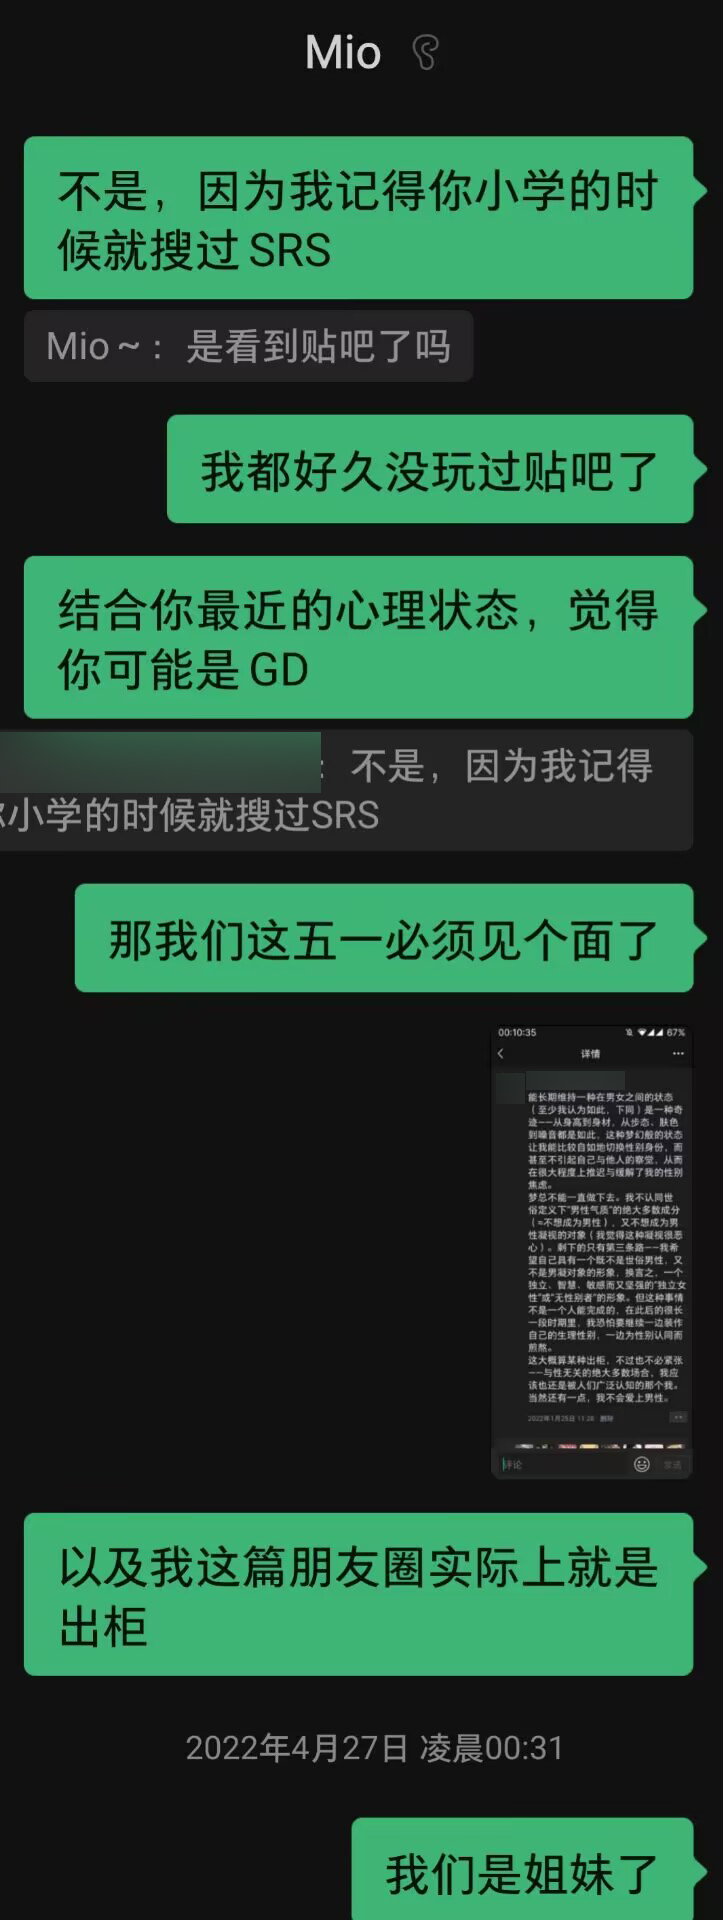 Mio
不是，因为我记得你小学的时
候就搜过 SRS
Mio～：是看到贴吧了吗
我都好久没玩过贴吧了
结合你最近的心理状态，觉得
你可能是 GD
：不是，因为我记得
小学的时候就搜过SRS
那我们这五一必须见个面了
00:10:35 67%
详情
能长期维持一种在男女之间的状态
（至少我认为如此，下同）是一种奇
迹——从身高到身材，从步态、肤色
到嗓音都是如此，这种梦幻般的状态
让我能比较自如地切换性别身份，而
甚至不引起自己与他人的察觉，从而
在很大程度上推迟与缓解了我的性别
焦虑。
梦总不能一直做下去。我不认同世
俗定义下“男性气质”的绝大多数成分
（≈不想成为男性），又不想成为男
性凝视的对象（我觉得这种凝视很恶
心）。剩下的只有第三条路——我希
望自己具有一个既不是世俗男性，又
不是男凝对象的形象，换言之，一个
独立、智慧、敏感而又坚强的“独立女
性”或“无性别者”的形象。但这种事情
不是一个人能完成的，在此后的很长
一段时期里，我恐怕要继续一边装作
自己的生理性别，一边为性别认同而
煎熬。
这大概算某种出柜，不过也不必紧张
——与性无关的绝大多数场合，我应
该也还是被人们广泛认知的那个我。
当然还有一点，我不会爱上男性。
2022年1月25日 11:28 删除
评论 发送
以及我这篇朋友圈实际上就是
出柜
2022年4月27日 凌晨00:31
我们是姐妹了